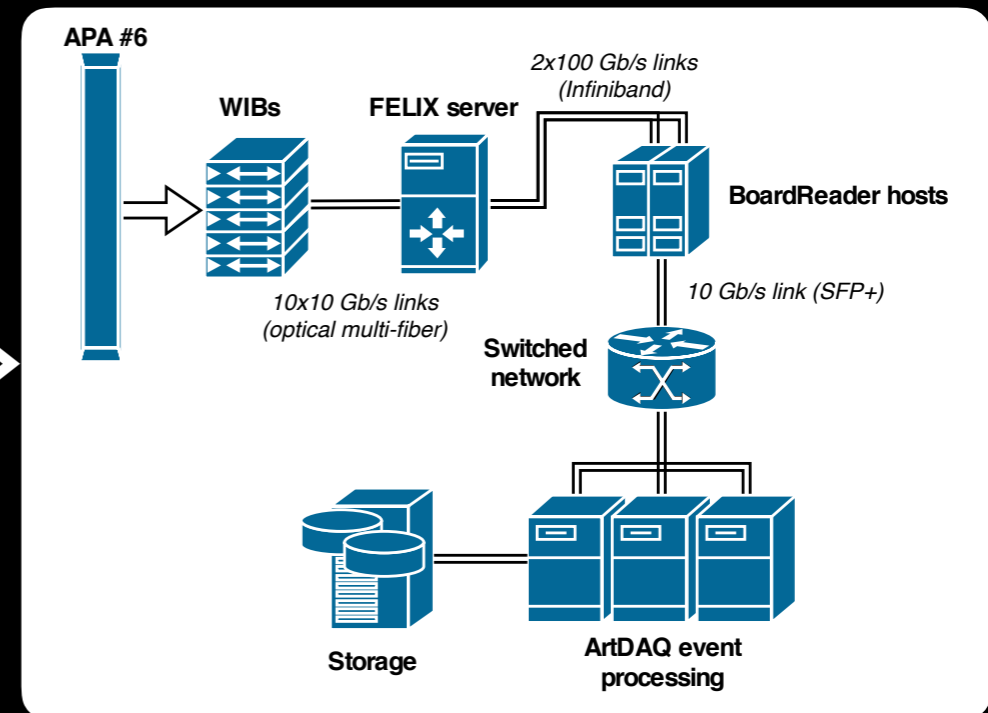 APA #6
WIBs
FELIX server
2x100 Gb/s links
(Infiniband)
BoardReader hosts
10x10 Gb/s links
(optical multi-fiber)
10 Gb/s link (SFP+)
Switched
network
Storage
ArtDAQ event
processing